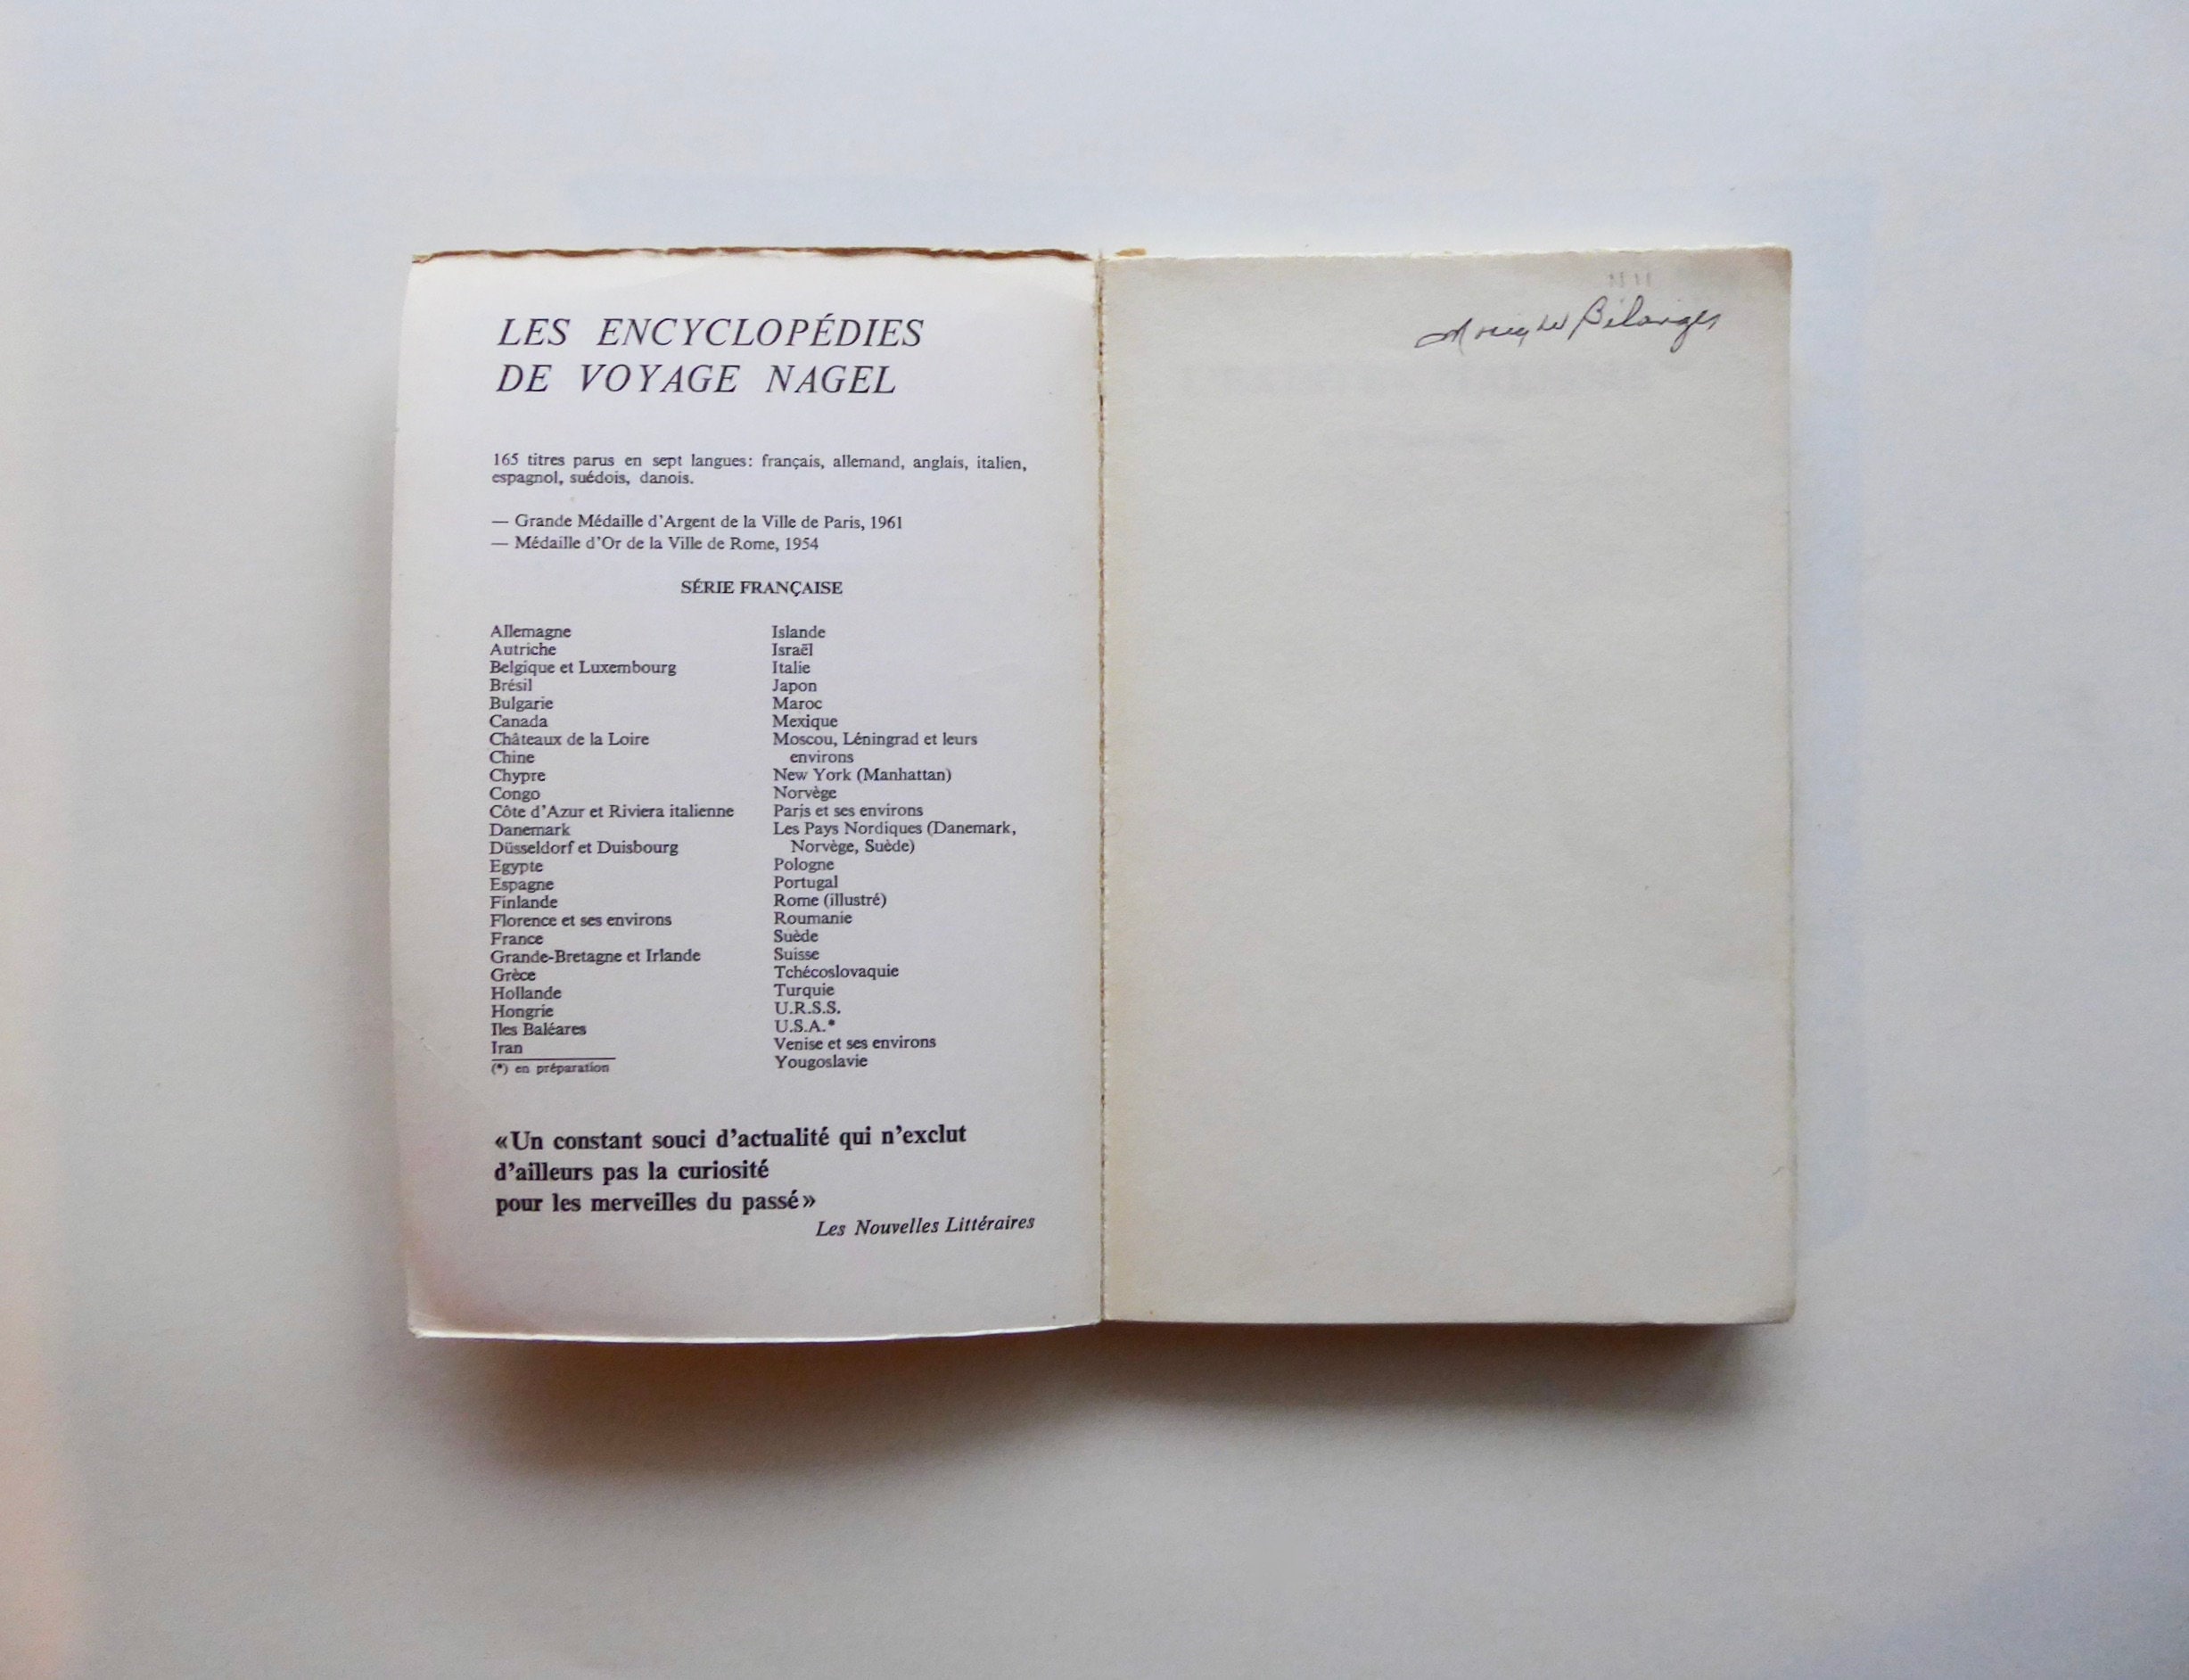 LES ENCYCLOPÉDIES
DE VOYAGE NAGEL
165 titres parus en sept langues: français, allemand, anglais, italien,
espagnol, suédois, danois.
— Grande Médaille d'Argent de la Ville de Paris, 1961
— Médaille d'Or de la Ville de Rome, 1954
SÉRIE FRANÇAISE
Allemagne
Autriche
Belgique et Luxembourg
Brésil
Bulgarie
Canada
Châteaux de la Loire
Chine
Chypre
Congo
Côte d'Azur et Riviera italienne
Danemark
Düsseldorf et Duisbourg
Egypte
Espagne
Finlande
Florence et ses environs
France
Grande-Bretagne et Irlande
Grèce
Hollande
Hongrie
Iles Baléares
Iran
(*) en préparation
Islande
Israël
Italie
Japon
Maroc
Mexique
Moscou, Léningrad et leurs
environs
New York (Manhattan)
Norvège
Paris et ses environs
Les Pays Nordiques (Danemark,
Norvège, Suède)
Pologne
Portugal
Rome (illustré)
Roumanie
Suède
Suisse
Tchécoslovaquie
Turquie
U.R.S.S.
U.S.A.*
Venise et ses environs
Yougoslavie
«Un constant souci d'actualité qui n'exclut
d'ailleurs pas la curiosité
pour les merveilles du passé»
Les Nouvelles Littéraires